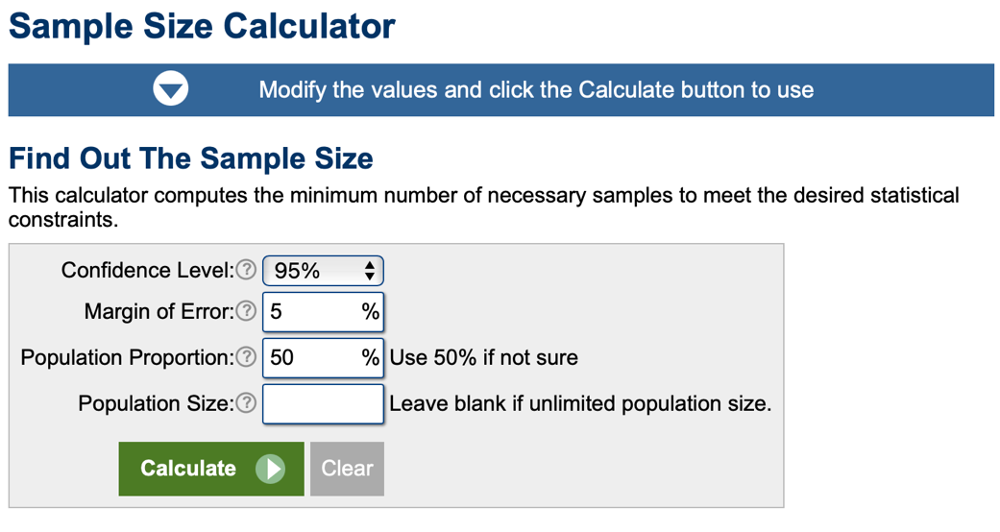 Sample Size Calculator
Modify the values and click the Calculate button to use
Find Out The Sample Size
This calculator computes the minimum number of necessary samples to meet the desired statistical
constraints.
Confidence Level: ? 95%
Margin of Error: ? 5 %
Population Proportion: ? 50 % Use 50% if not sure
Population Size: ? Leave blank if unlimited population size.
Calculate Clear